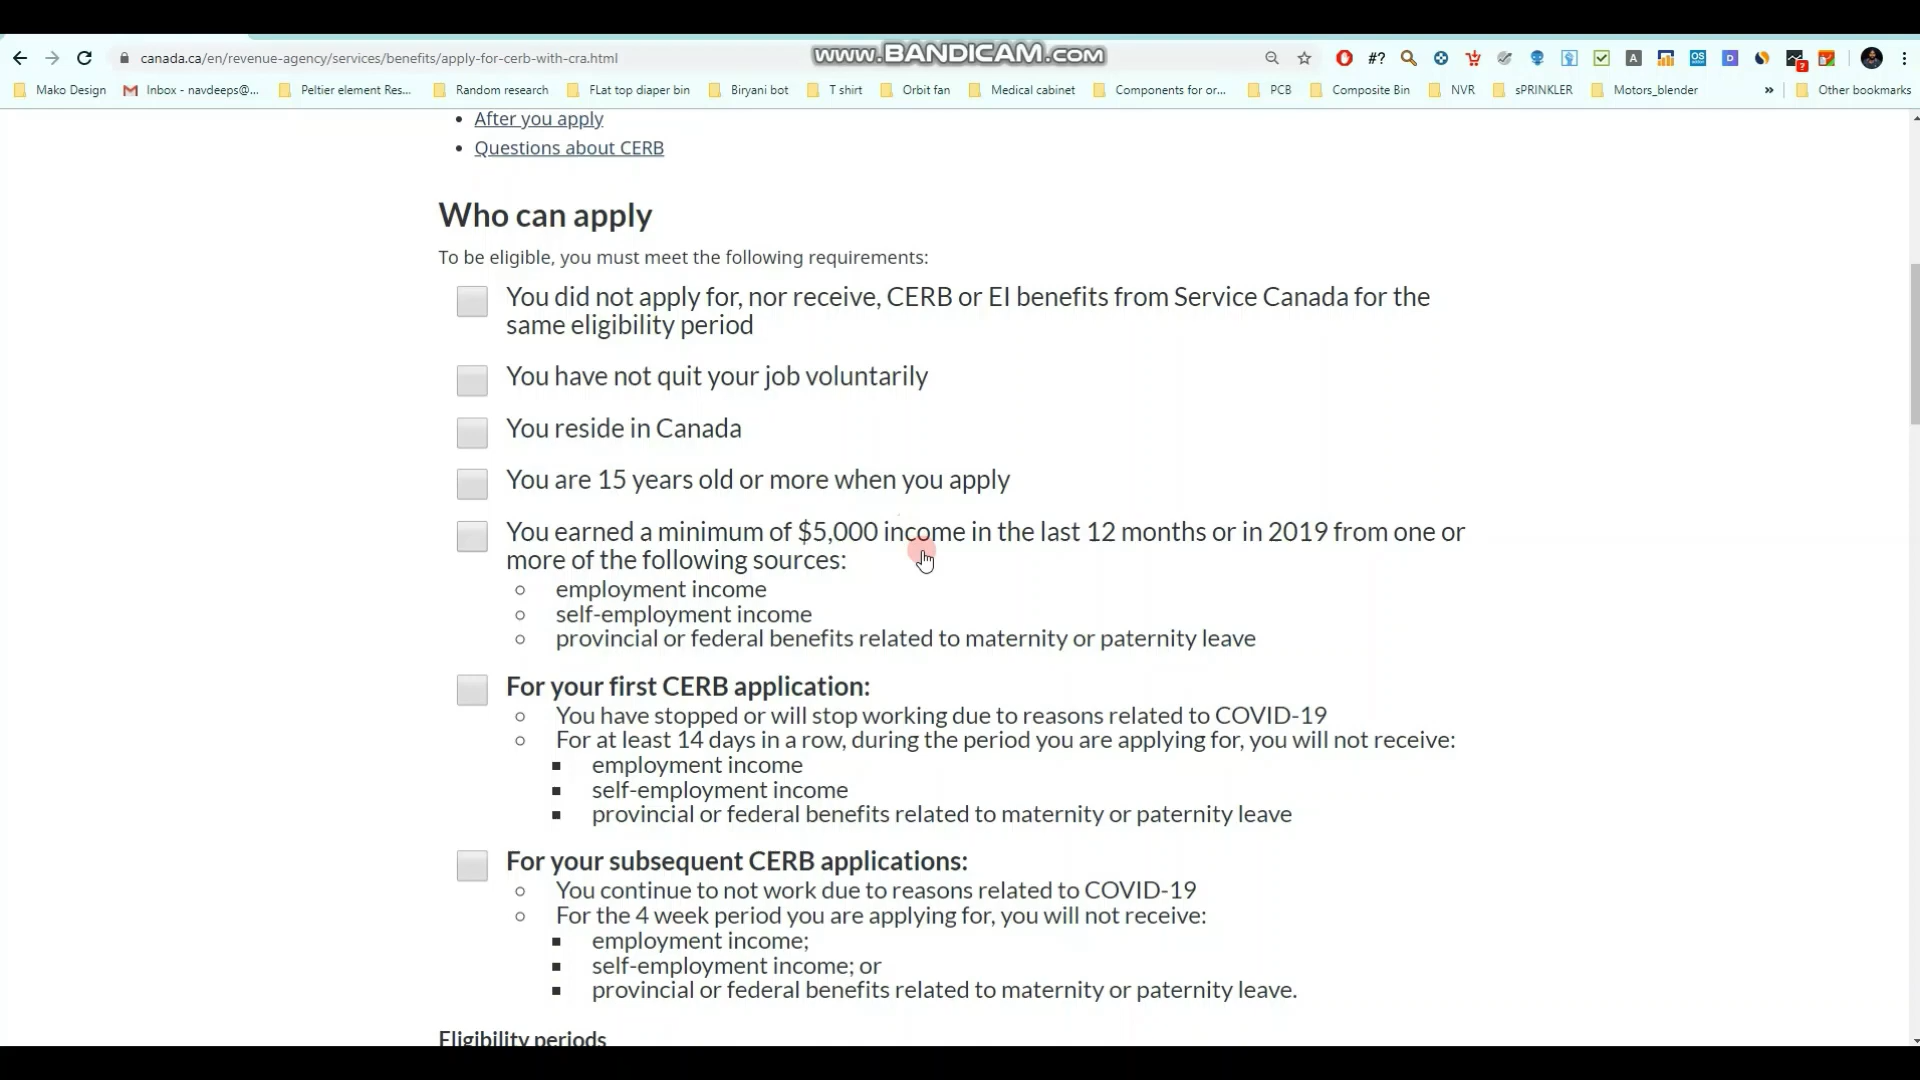 canada.ca/en/revenue-agency/services/benefits/apply-for-cerb-with-cra.html
www.BANDICAM.com
#?
Mako Design Inbox - navdeeps@... Peltier element Res... Random research FLat top diaper bin Biryani bot T shirt Orbit fan Medical cabinet Components for or... PCB Composite Bin NVR sPRINKLER Motors_blender » Other bookmarks
• After you apply
• Questions about CERB
Who can apply
To be eligible, you must meet the following requirements:
You did not apply for, nor receive, CERB or EI benefits from Service Canada for the
same eligibility period
You have not quit your job voluntarily
You reside in Canada
You are 15 years old or more when you apply
You earned a minimum of $5,000 income in the last 12 months or in 2019 from one or
more of the following sources:
employment income
self-employment income
provincial or federal benefits related to maternity or paternity leave
For your first CERB application:
You have stopped or will stop working due to reasons related to COVID-19
For at least 14 days in a row, during the period you are applying for, you will not receive:
employment income
self-employment income
provincial or federal benefits related to maternity or paternity leave
For your subsequent CERB applications:
You continue to not work due to reasons related to COVID-19
For the 4 week period you are applying for, you will not receive:
employment income;
self-employment income; or
provincial or federal benefits related to maternity or paternity leave.
Eligibility periods